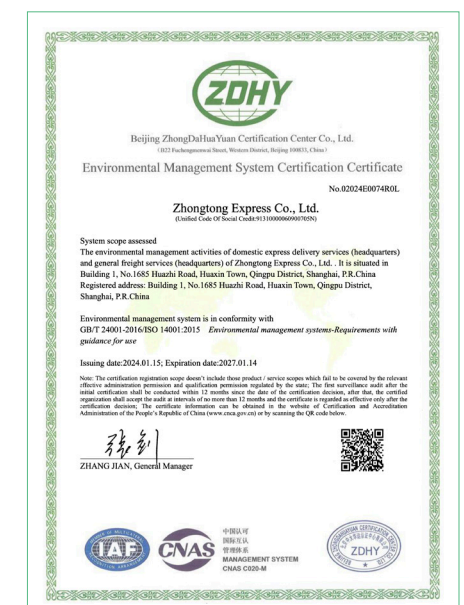 ZDHY
Beijing ZhongDaHuaYuan Certification Center Co., Ltd.
Environmental Management System Certification Certificate
No.02024E0074R0L
Zhongtong Express Co., Ltd.
(Unified Code Of Social Credit:91310000060900705N)
System scope assessed
The environmental management activities of domestic express delivery services (headquarters)
and general freight services (headquarters) of Zhongtong Express Co., Ltd. . It is situated in
Building 1, No.1685 Huazhi Road, Huaxin Town, Qingpu District, Shanghai, P.R.China
Registered address: Building 1, No.1685 Huazhi Road, Huaxin Town, Qingpu District,
Shanghai, P.R.China
Environmental management system is in conformity with
GB/T 24001-2016/ISO 14001:2015 Environmental management systems-Requirements with
guidance for use
Issuing date:2024.01.15; Expiration date:2027.01.14
Note: The certification registration scope doesn't include those product / service scopes which fail to be covered by the relevant
effective administration permission and qualification permission regulated by the state; The first surveillance audit after the
initial certification shall be conducted within 12 months since the date of the certification decision, after that, the certified
organization shall accept the audit at intervals of no more than 12 months and the certificate is regarded as effective only after the
certification decision; The certificate information can be obtained in the website of Certification and Accreditation
Administration of the People's Republic of China (www.cnca.gov.cn) or by scanning the QR code below.
ZHANG JIAN, General Manager
IAF
CNAS
中国认可
国际互认
管理体系
MANAGEMENT SYSTEM
CNAS C020-M
ZDHY